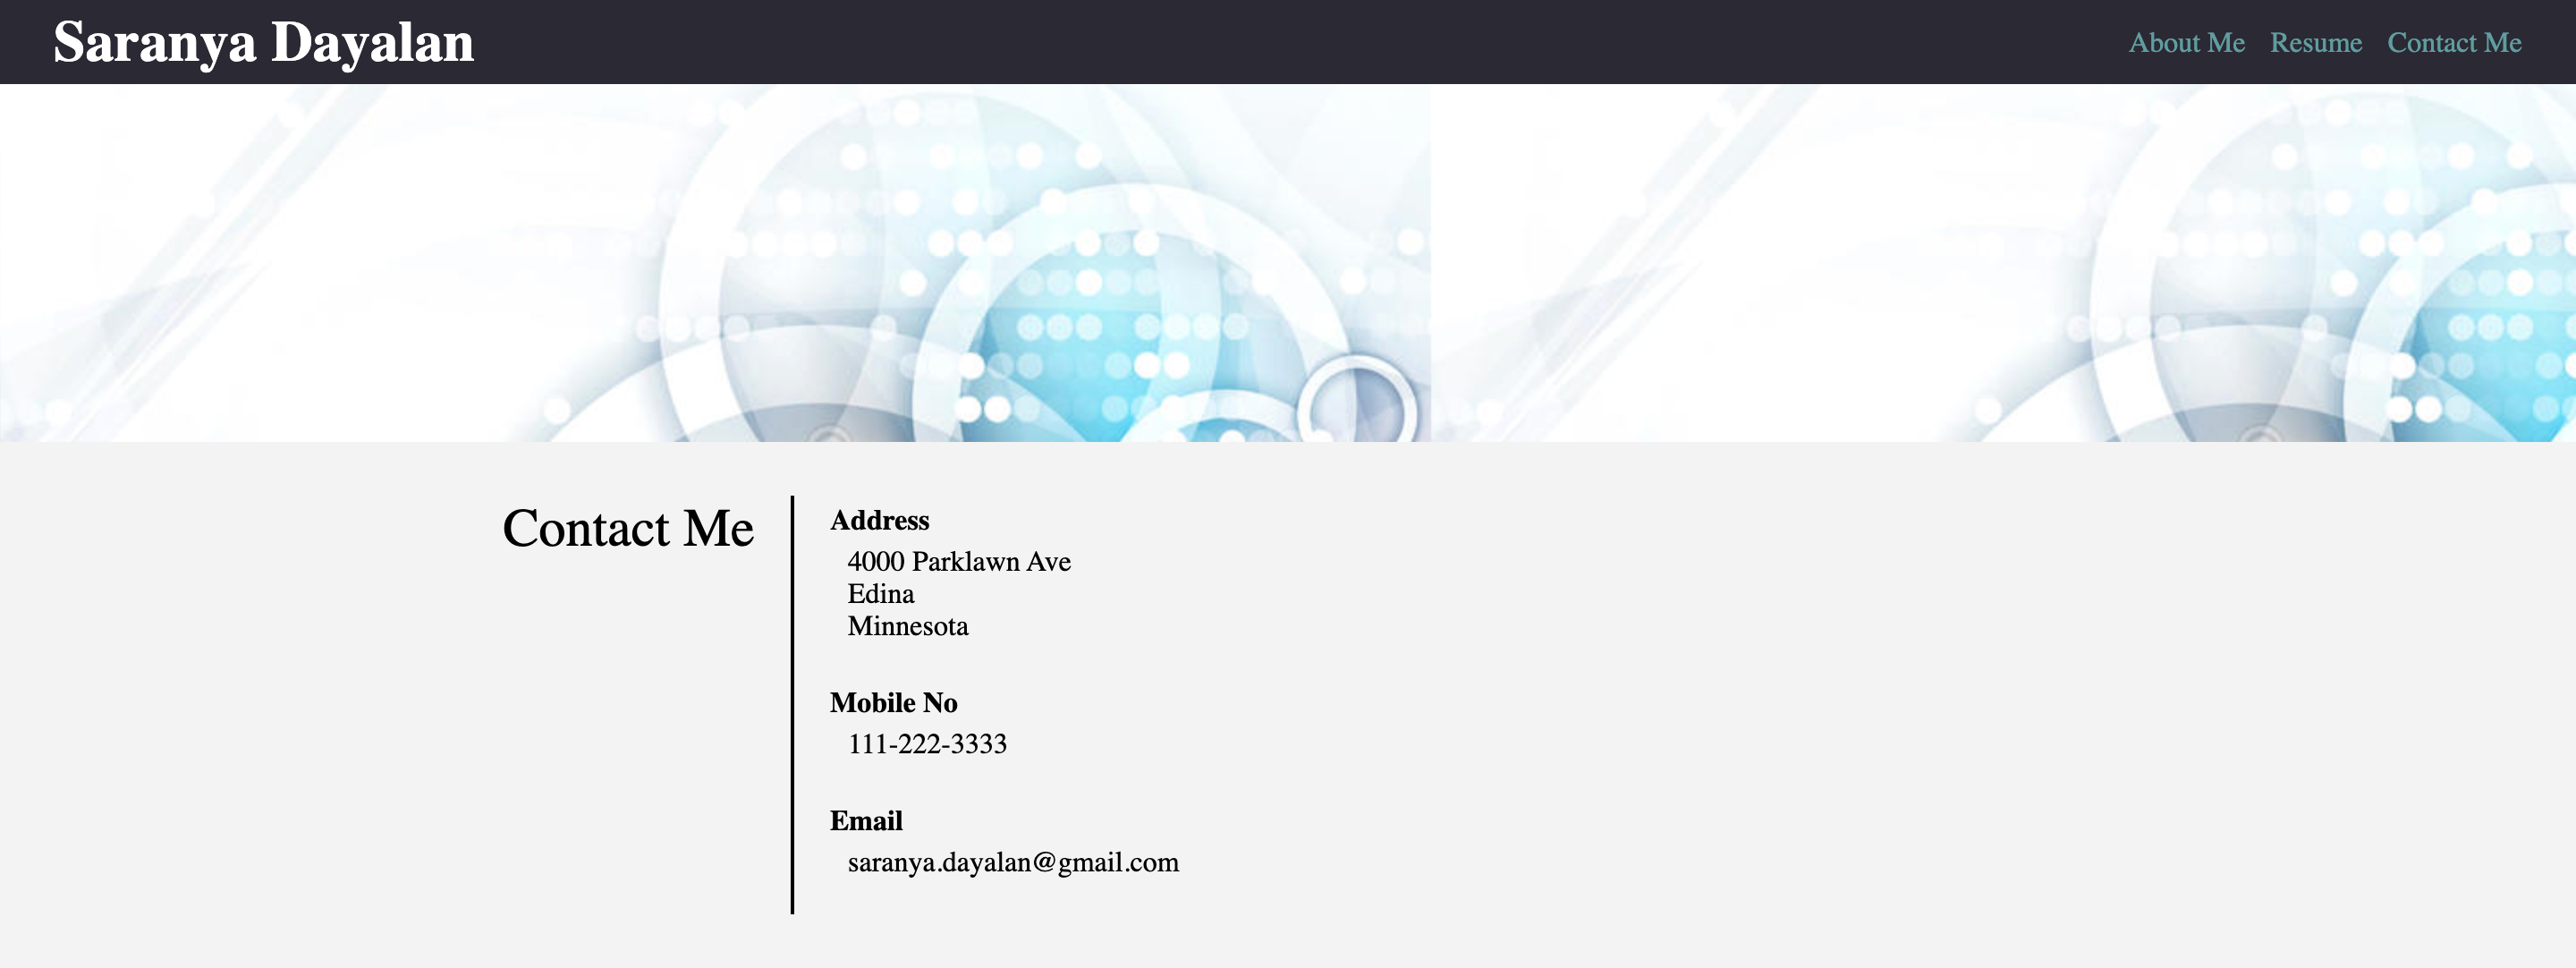 Saranya Dayalan
About Me Resume Contact Me
Contact Me
Address
4000 Parklawn Ave
Edina
Minnesota
Mobile No
111-222-3333
Email
saranya.dayalan@gmail.com